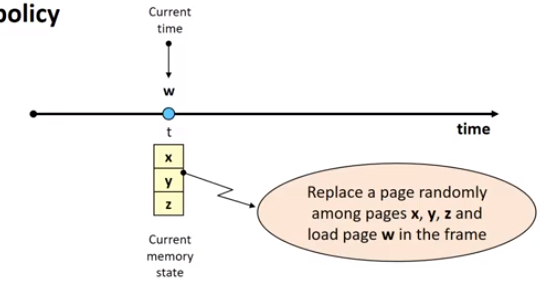 policy
Current
time
w
t
time
x
y
z
Replace a page randomly
among pages x, y, z and
load page w in the frame
Current
memory
state